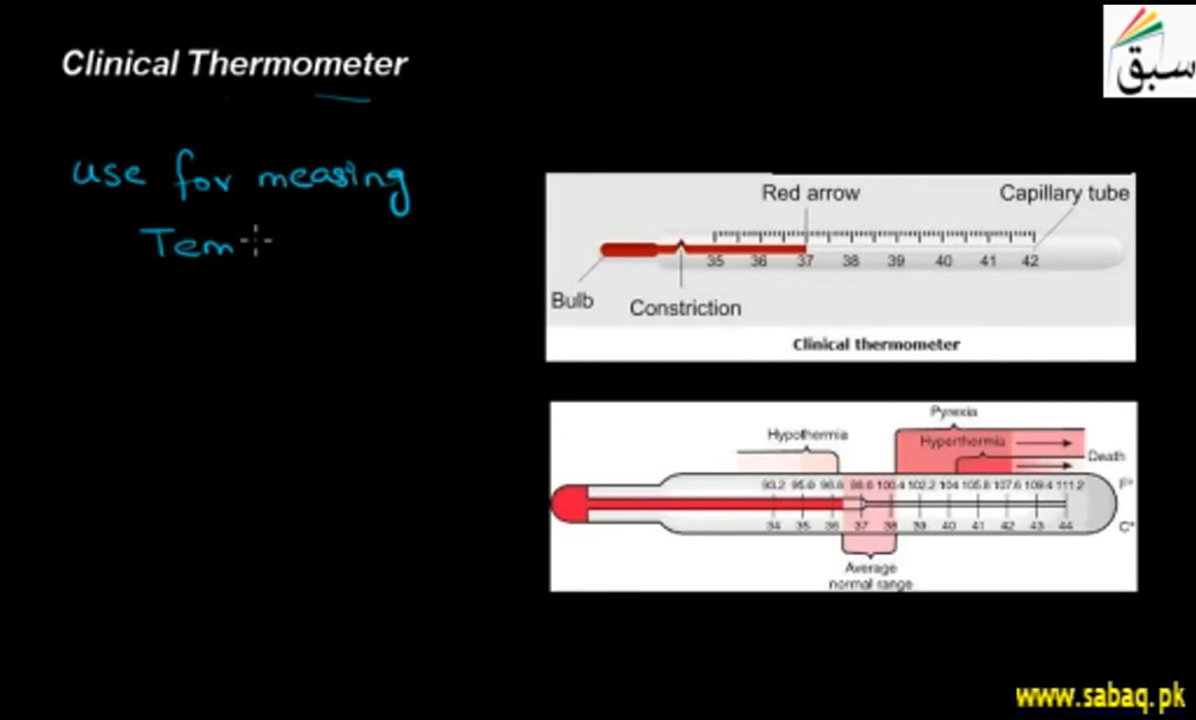 Clinical Thermometer
سبق
use for measing
Tem
Red arrow
Capillary tube
35 36 37 38 39 40 41 42
Bulb
Constriction
Clinical thermometer
Pyrexia
Hypothermia
Hyperthermia
Death
93.2 95.0 96.8 98.6 100.4 102.2 104 105.8 107.6 109.4 111.2 F°
34 35 36 37 38 39 40 41 42 43 44 C°
Average
normal range
www.sabaq.pk